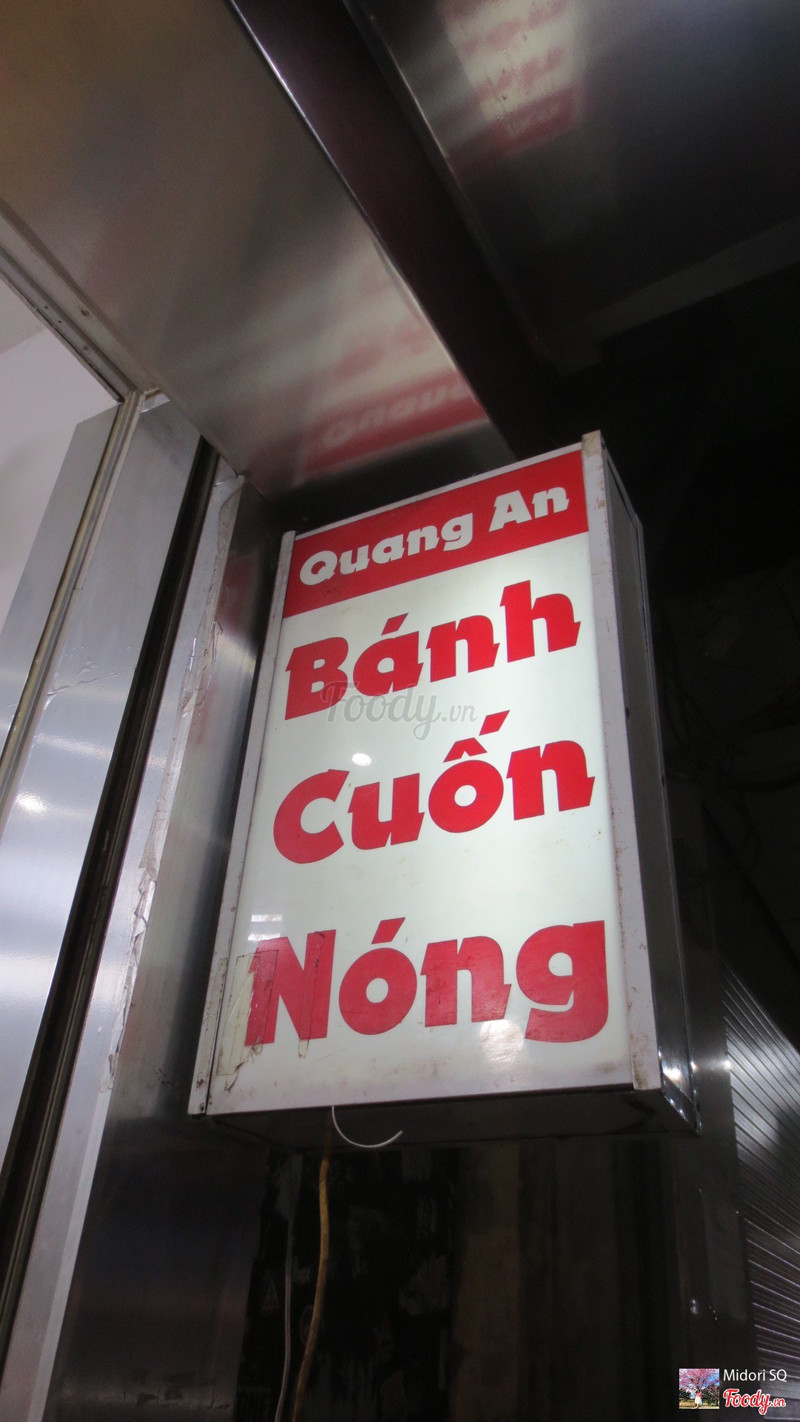 Quang An
Bánh
Foody.vn
Cuốn
Nóng
Midori SQ
Foody.vn